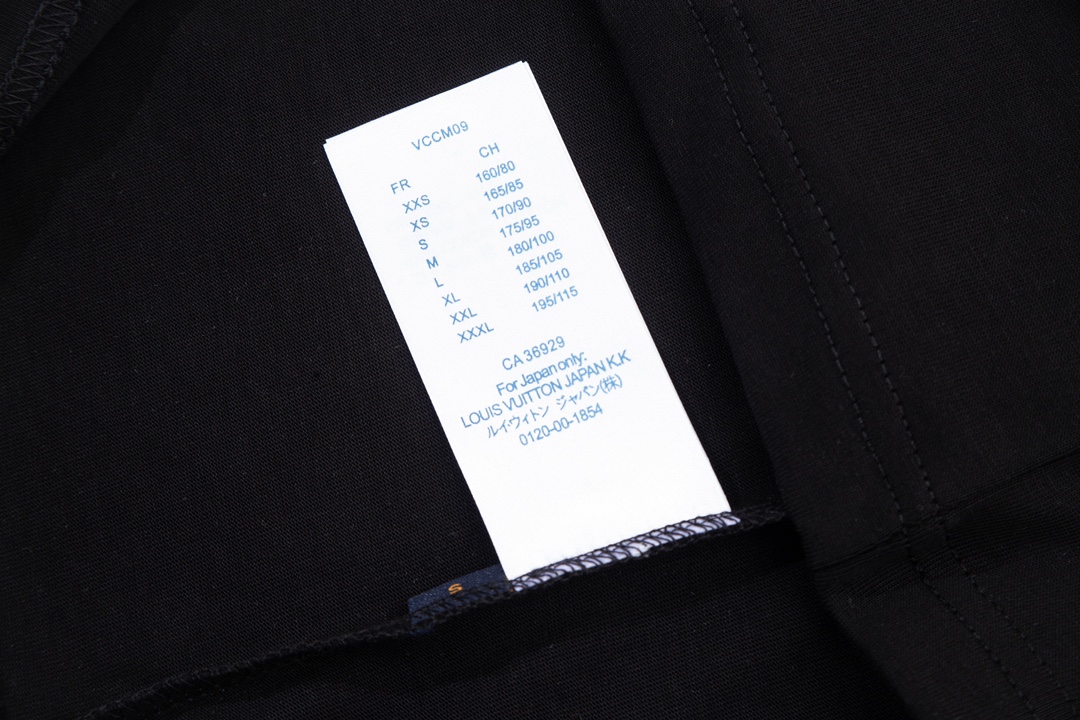 VCCM09
FR CH
XXS 160/80
XS 165/85
S 170/90
M 175/95
L 180/100
XL 185/105
XXL 190/110
XXXL 195/115
CA 36929
For Japan only:
LOUIS VUITTON JAPAN K.K
ルイ・ヴィトン ジャパン(株)
0120-00-1854
S